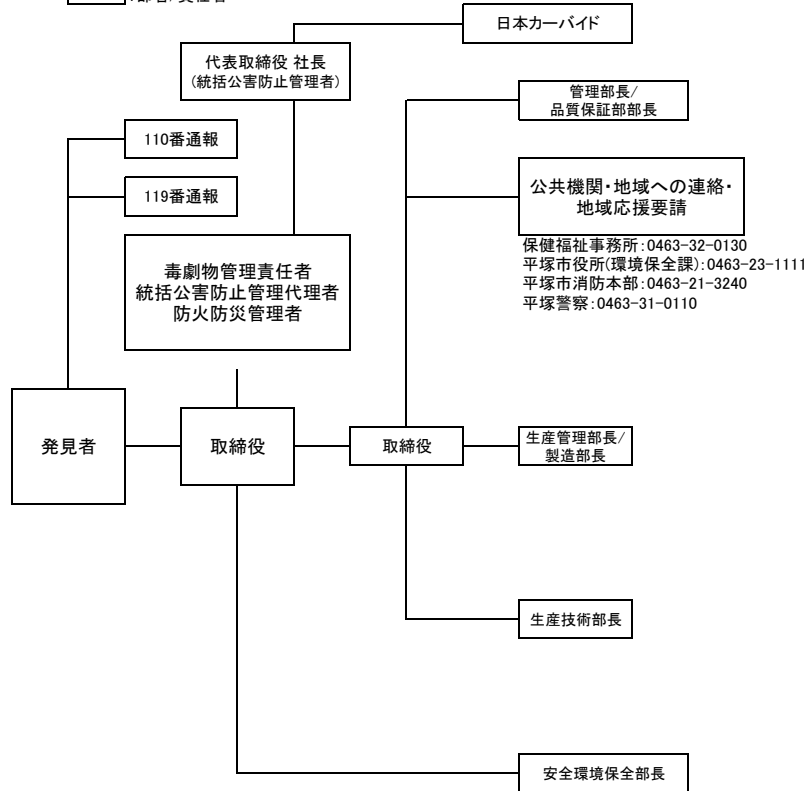 :部署/責任者
日本カーバイド
代表取締役 社長
(統括公害防止管理者)
管理部長/
品質保証部部長
110番通報
119番通報
公共機関・地域への連絡・
地域応援要請
保健福祉事務所:0463-32-0130
平塚市役所(環境保全課):0463-23-1111
平塚市消防本部:0463-21-3240
平塚警察:0463-31-0110
毒劇物管理責任者
統括公害防止管理代理者
防火防災管理者
発見者
取締役
取締役
生産管理部長/
製造部長
生産技術部長
安全環境保全部長